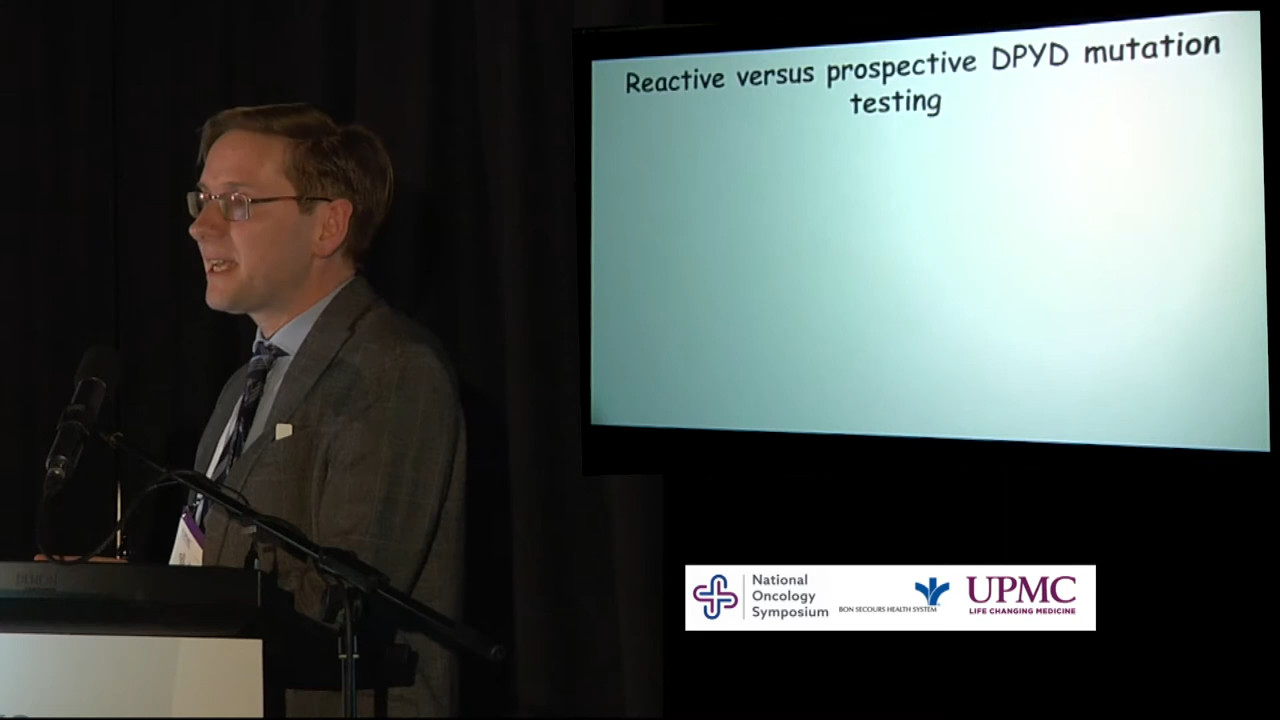 Reactive versus prospective DPYD mutation
testing
National
Oncology
Symposium
BON SECOURS HEALTH SYSTEM
UPMC
LIFE CHANGING MEDICINE